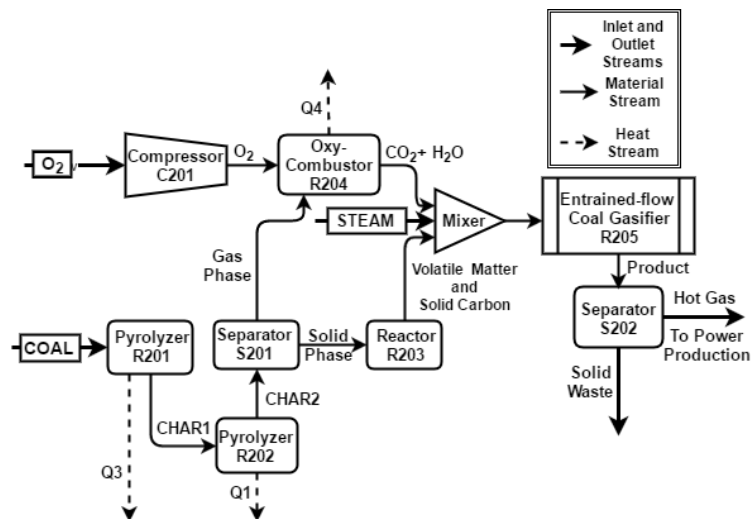 Inlet and
Outlet
Streams
Material
Stream
Heat
Stream
Q4
O2
Compressor
C201
O2
Oxy-
Combustor
R204
CO2+ H2O
STEAM
Mixer
Entrained-flow
Coal Gasifier
R205
Gas
Phase
Volatile Matter
and
Solid Carbon
Product
COAL
Pyrolyzer
R201
Separator
S201
Solid
Phase
Reactor
R203
Separator
S202
Hot Gas
To Power
Production
Solid
Waste
CHAR1
CHAR2
Pyrolyzer
R202
Q3
Q1